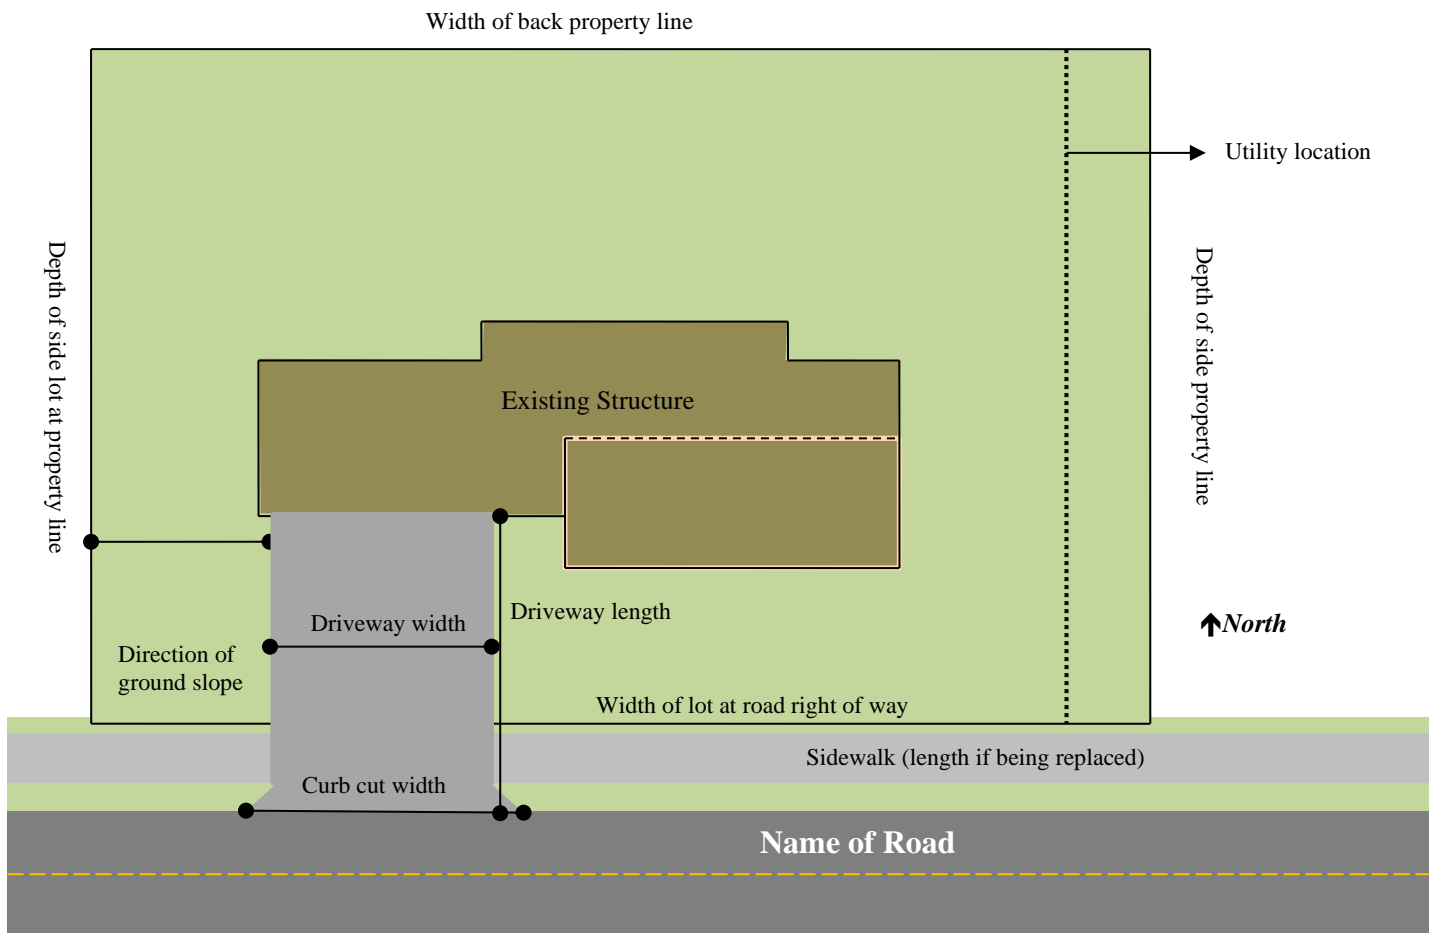 Width of back property line
Utility location
Depth of side lot at property line
Depth of side property line
Existing Structure
Driveway length
Driveway width
North
Direction of
ground slope
Width of lot at road right of way
Sidewalk (length if being replaced)
Curb cut width
Name of Road